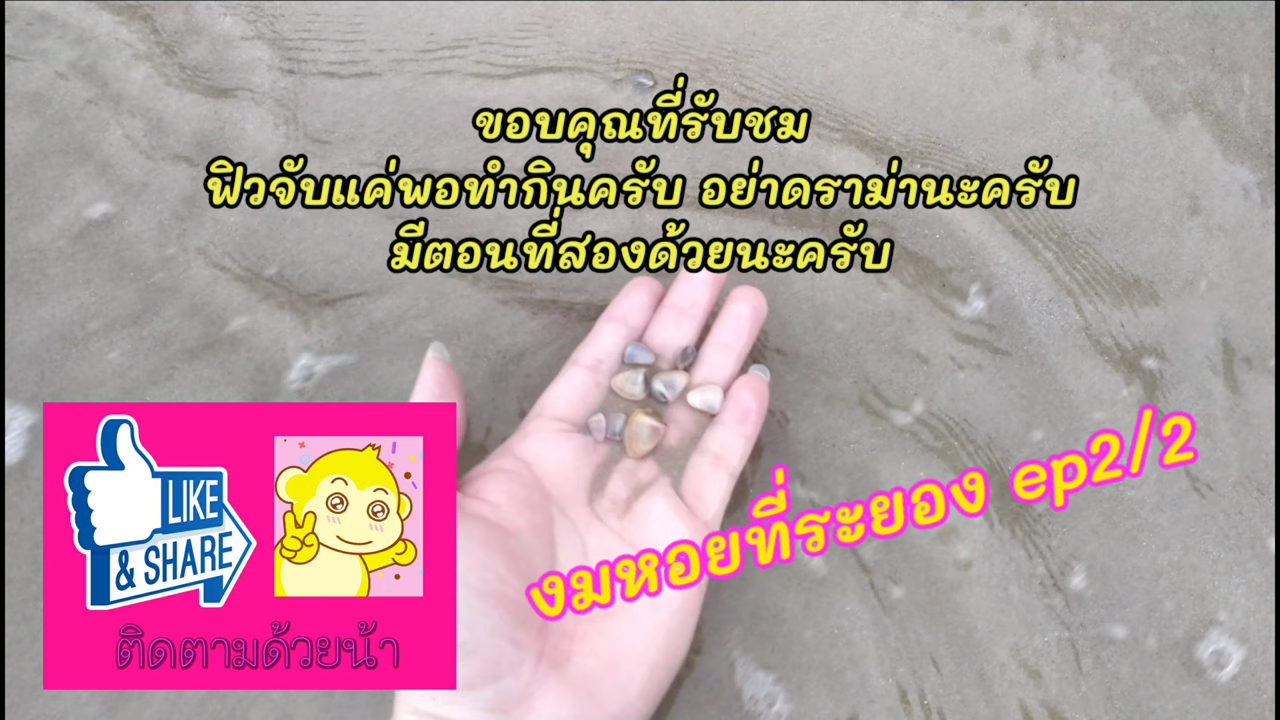 ขอบคุณที่รับชม
ฟิวจับแค่พอทำกินครับ อย่าดราม่านะครับ
มีตอนที่สองด้วยนะครับ
งมหอยที่ระยอง ep2/2
LIKE
& SHARE
ติดตามด้วยน้า